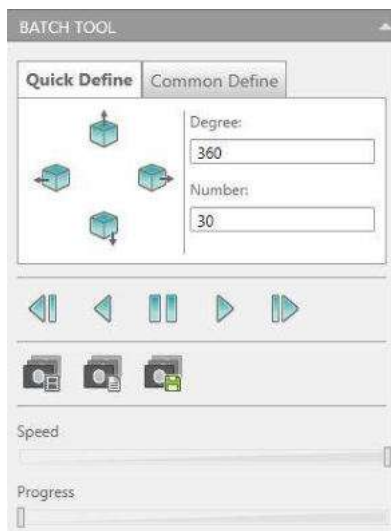 BATCH TOOL
Quick Define
Common Define
Degree:
360
Number:
30
Speed
Progress